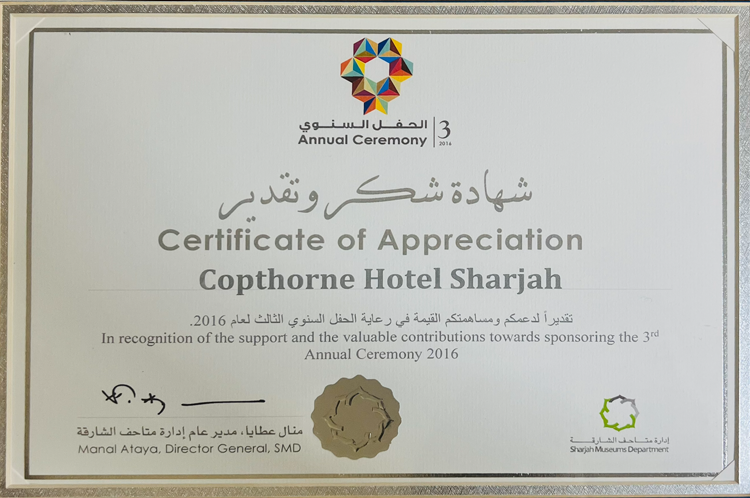 الحفل السنوي
Annual Ceremony
3
2016
شهادة شكر وتقدير
Certificate of Appreciation
Copthorne Hotel Sharjah
تقديراً لدعمكم ومساهمتكم القيمة في رعاية الحفل السنوي الثالث لعام 2016.
In recognition of the support and the valuable contributions towards sponsoring the 3rd
Annual Ceremony 2016
منال عطايا، مدير عام إدارة متاحف الشارقة
Manal Ataya, Director General, SMD
إدارة متاحف الشارقة
Sharjah Museums Department